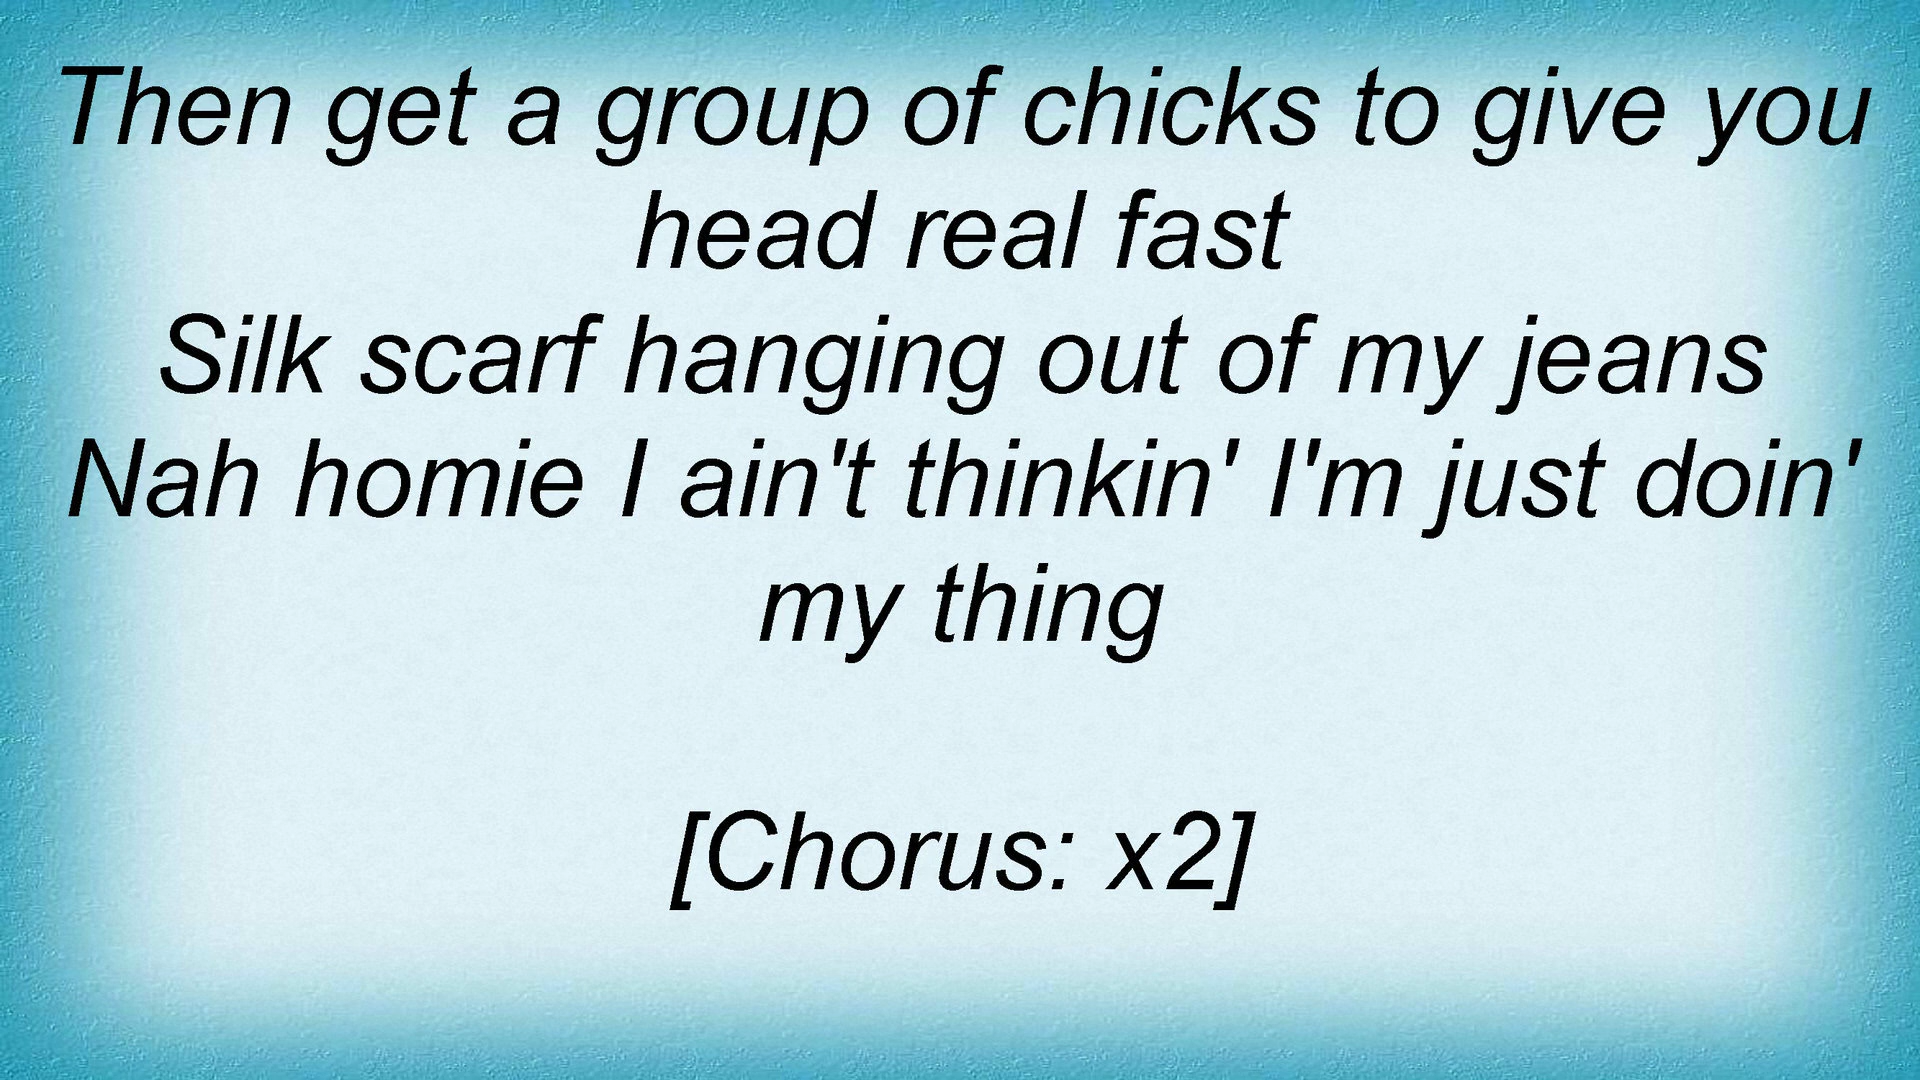 Then get a group of chicks to give you
head real fast
Silk scarf hanging out of my jeans
Nah homie I ain't thinkin' I'm just doin'
my thing
[Chorus: x2]